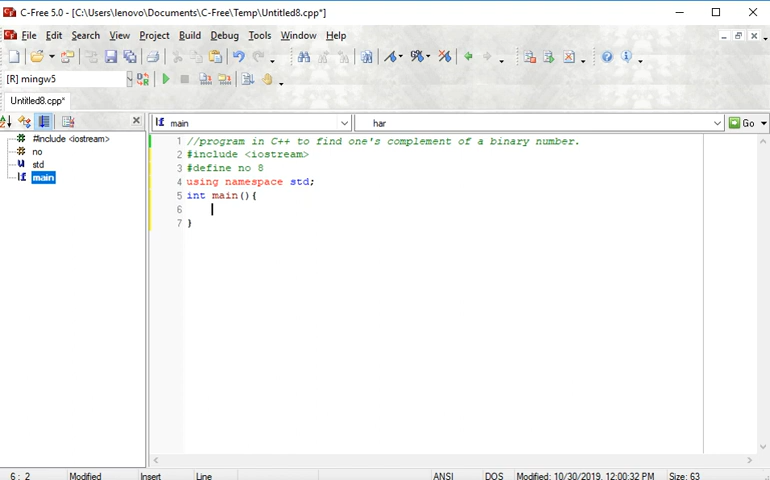 C-Free 5.0 - [C:\Users\lenovo\Documents\C-Free\Temp\Untitled8.cpp*]
File Edit Search View Project Build Debug Tools Window Help
[R] mingw5
Untitled8.cpp*
main har Go
#include <iostream>
no
std
main
1 //program in C++ to find one's complement of a binary number.
2 #include <iostream>
3 #define no 8
4 using namespace std;
5 int main(){
6
7 }
6: 2 Modified Insert Line ANSI DOS Modified: 10/30/2019, 12:00:32 PM Size: 63